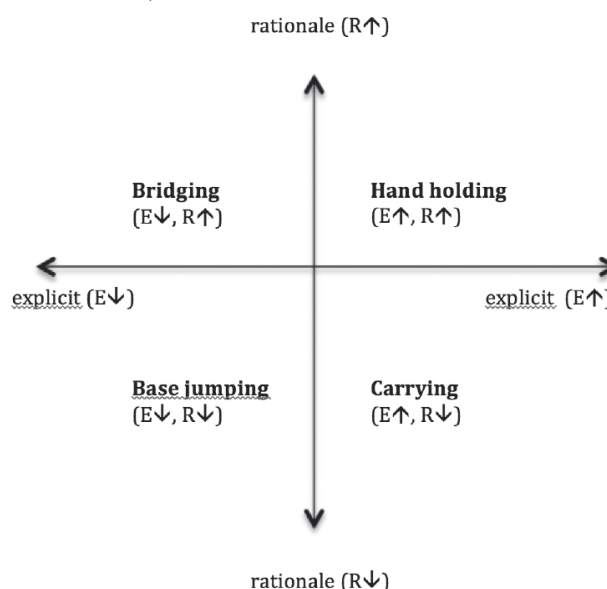 rationale (R↑)
Bridging
(E↓, R↑)
Hand holding
(E↑, R↑)
explicit (E↓)
explicit (E↑)
Base jumping
(E↓, R↓)
Carrying
(E↑, R↓)
rationale (R↓)